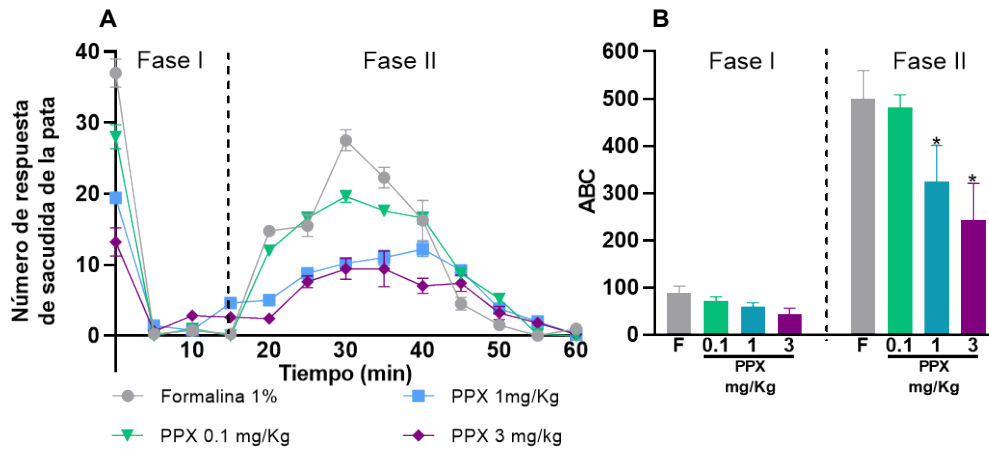 A
Fase I
Fase II
Número de respuesta
de sacudida de la pata
40
30
20
10
0
10
20
30
40
50
60
Tiempo (min)
Formalina 1%
PPX 1mg/Kg
PPX 0.1 mg/Kg
PPX 3 mg/kg
B
Fase I
Fase II
ABC
600
500
400
300
200
100
0
*
*
F
0.1
1
3
F
0.1
1
3
PPX
mg/Kg
PPX
mg/Kg